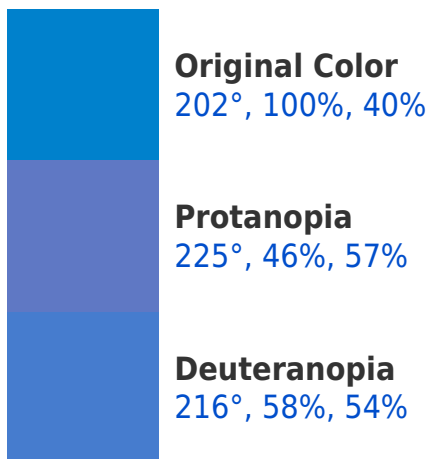 Original Color
202°, 100%, 40%
Protanopia
225°, 46%, 57%
Deuteranopia
216°, 58%, 54%